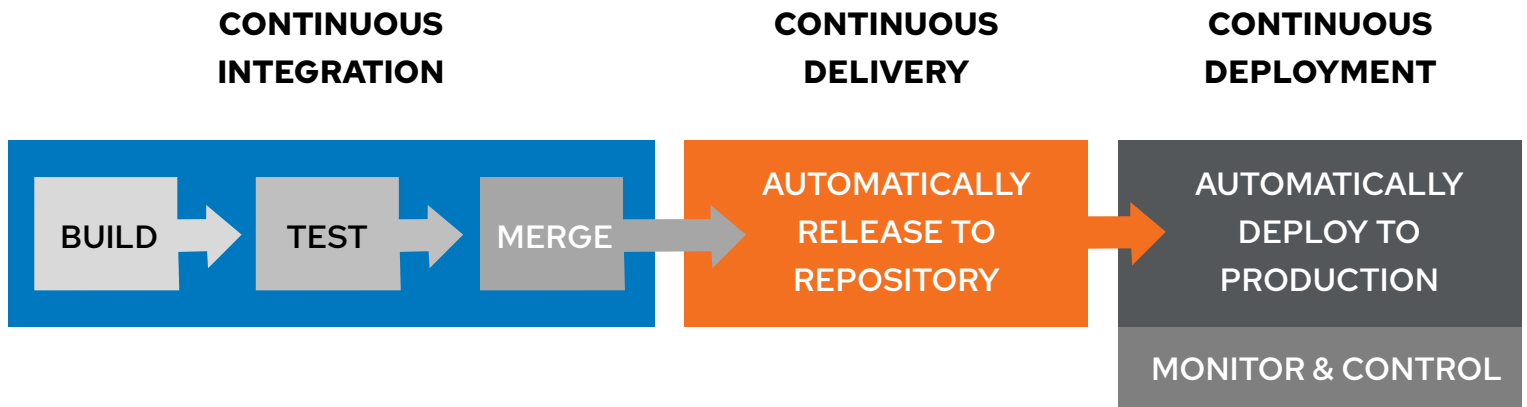 CONTINUOUS
INTEGRATION
CONTINUOUS
DELIVERY
CONTINUOUS
DEPLOYMENT
BUILD
TEST
MERGE
AUTOMATICALLY
RELEASE TO
REPOSITORY
AUTOMATICALLY
DEPLOY TO
PRODUCTION
MONITOR & CONTROL